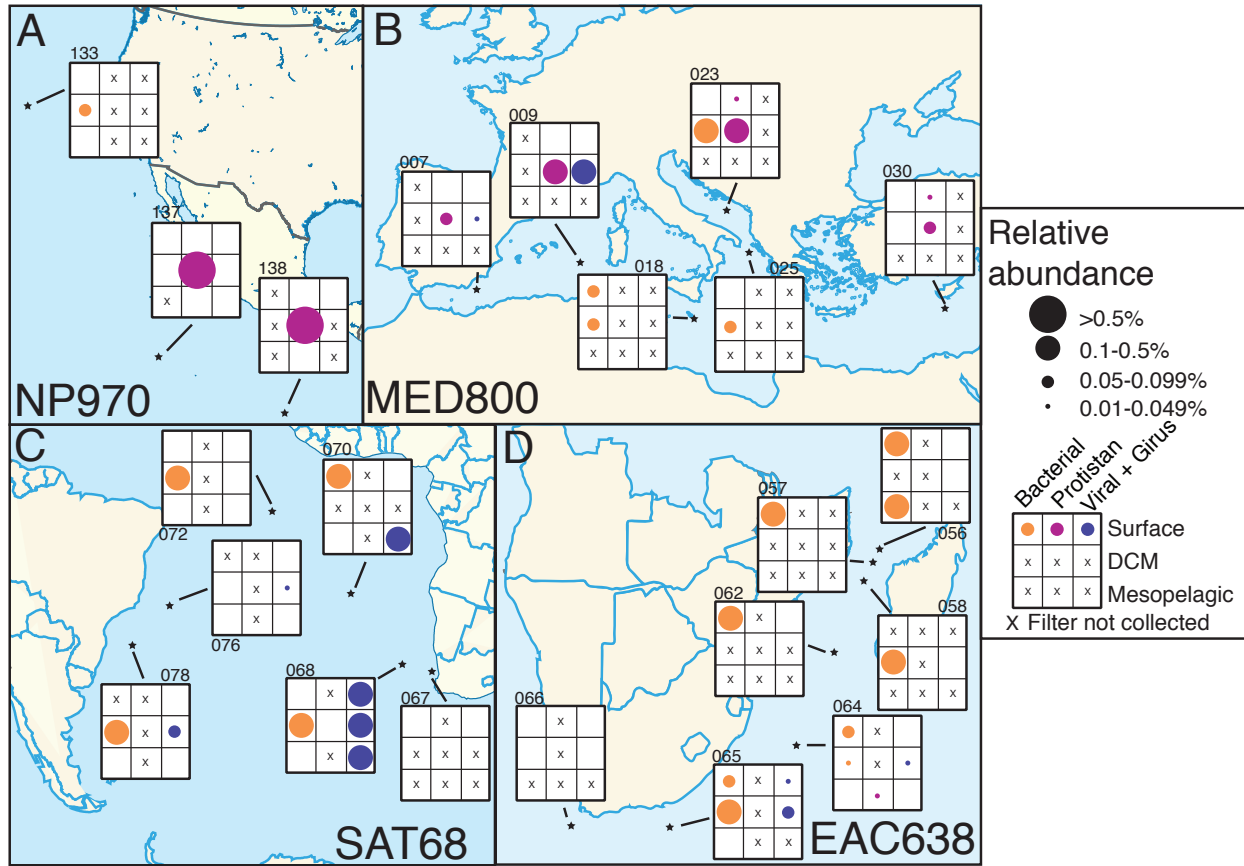 A
133
x x
x x
x x
137
x
138
x
x x
x x
NP970
B
023
x
x
x x x
009
x
x
x x x
007
x
x
x x x
030
x
x
x x x
018
x x
x x
x x x
025
x x
x x
x x x
MED800
C
072
x
x
x
070
x
x x x
x x
076
x x
x
x
078
x x
x
x
068
x
x
067
x
x x x
x x x
SAT68
D
056
x
x
x x
057
x x
x x x
x x x
062
x
x x x
x x x
058
x x x
x
x x x
066
x
x
x x x
064
x
x
065
x
x
x x
EAC638
Relative
abundance
>0.5%
0.1-0.5%
0.05-0.099%
0.01-0.049%
Bacterial
Protistan
Viral + Girus
Surface
x x x DCM
x x x Mesopelagic
X Filter not collected